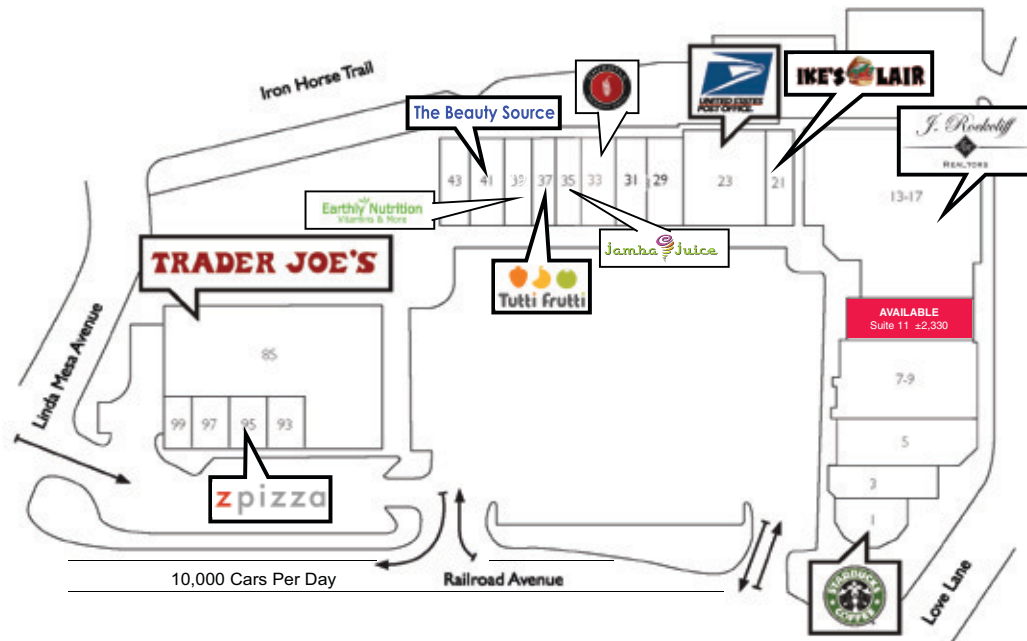 Iron Horse Trail
The Beauty Source
UNITED STATES
POST OFFICE
IKE'S LAIR
J. Rockcliff
REALTORS
43
41
39
37
35
33
31
29
23
21
13-17
Earthly Nutrition
Vitamins & More
Jamba Juice
TRADER JOE'S
Tutti Frutti
AVAILABLE
Suite 11 ±2,330
Linda Mesa Avenue
85
7-9
99
97
95
93
5
zpizza
3
1
10,000 Cars Per Day
Railroad Avenue
STARBUCKS
COFFEE
Love Lane